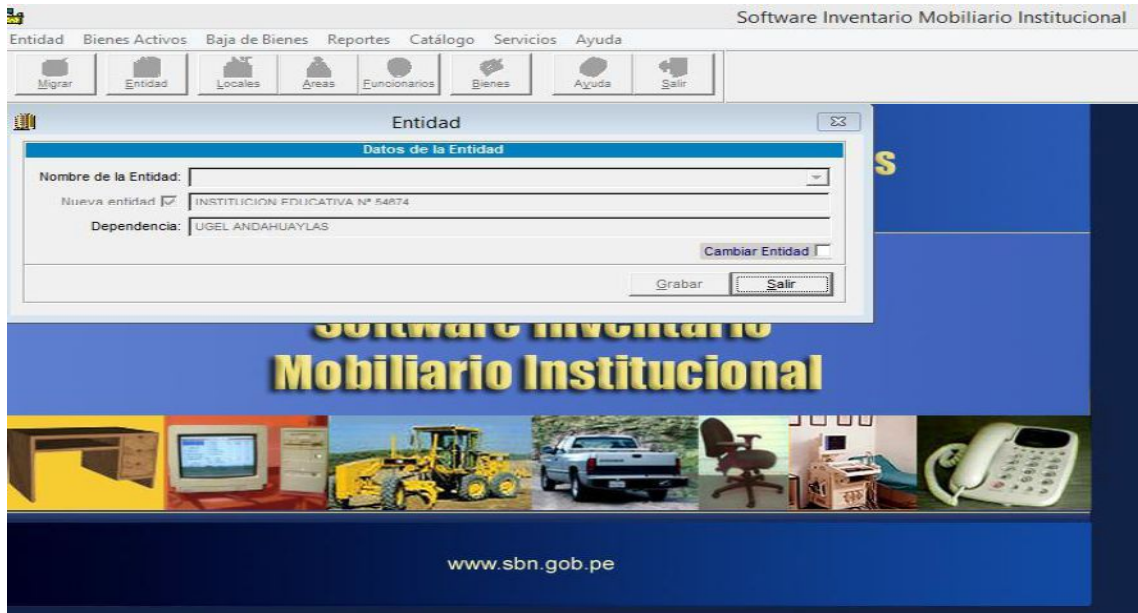 Software Inventario Mobiliario Institucional
Entidad Bienes Activos Baja de Bienes Reportes Catálogo Servicios Ayuda
Migrar Entidad Locales Areas Funcionarios Bienes Ayuda Salir
Entidad
Datos de la Entidad
Nombre de la Entidad:
Nueva entidad INSTITUCION EDUCATIVA Nº 54674
Dependencia: UGEL ANDAHUAYLAS
Cambiar Entidad
Grabar Salir
S
Software Inventario
Mobiliario Institucional
www.sbn.gob.pe